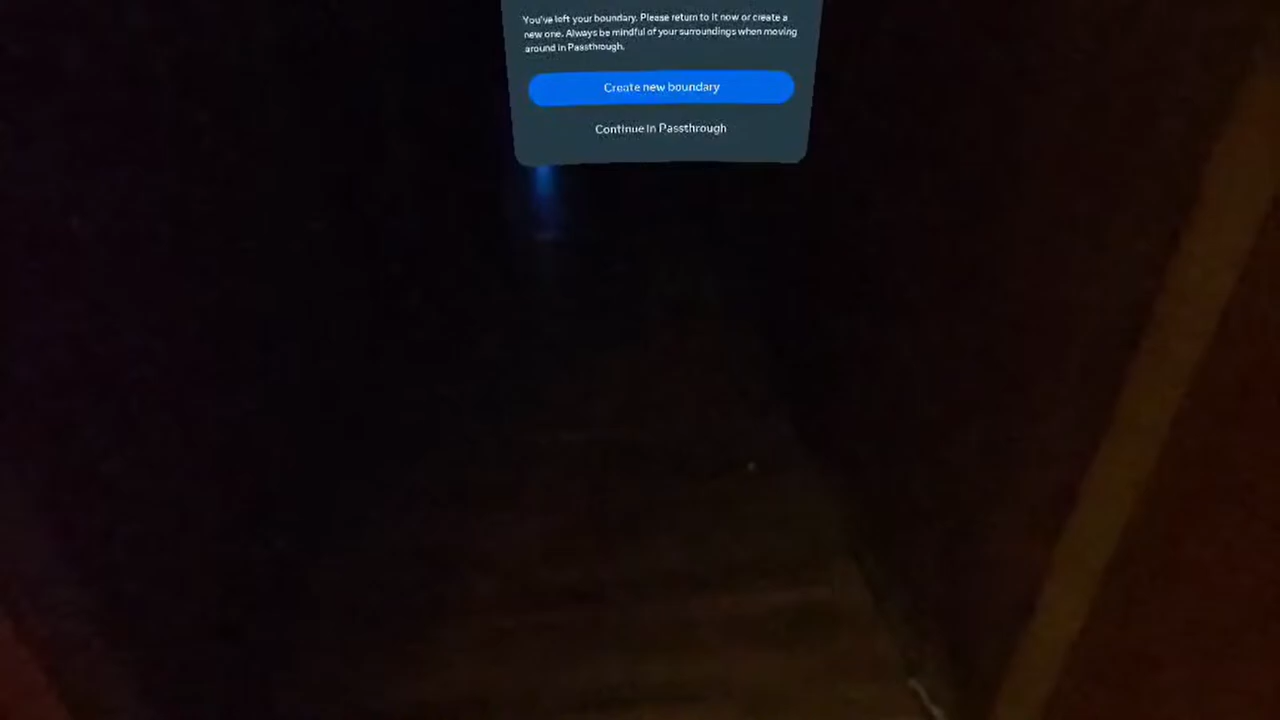 You've left your boundary. Please return to it now or create a
new one. Always be mindful of your surroundings when moving
around in Passthrough.
Create new boundary
Continue in Passthrough